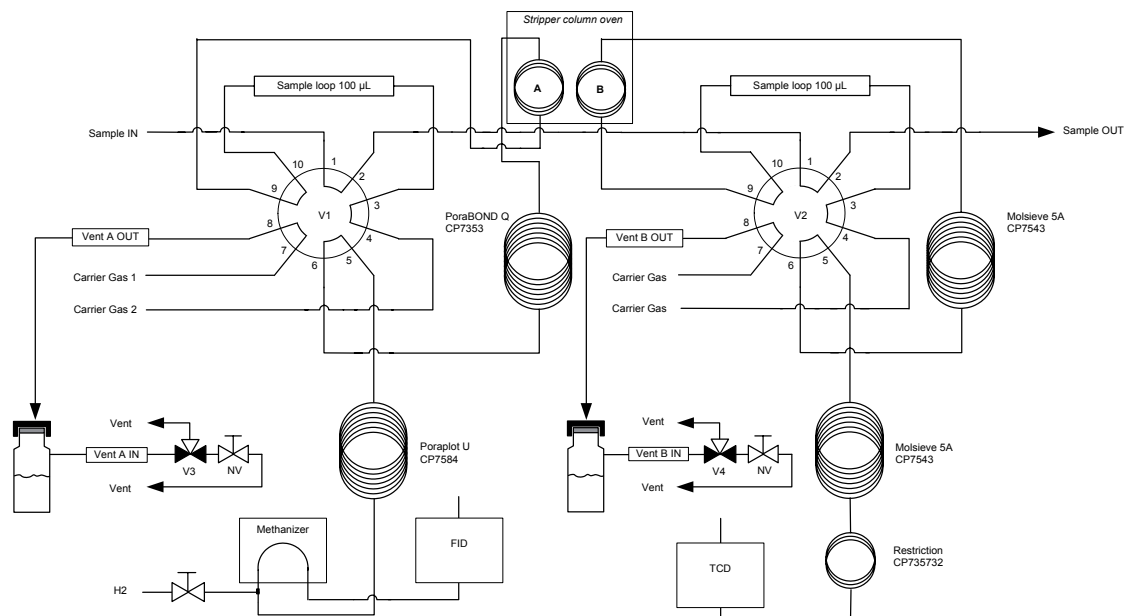 Stripper column oven
A
B
Sample loop 100 µL
Sample loop 100 µL
Sample IN
Sample OUT
10
1
2
9
3
V1
8
4
7
5
6
10
1
2
9
3
V2
8
4
7
5
6
PoraBOND Q
CP7353
Molsieve 5A
CP7543
Vent A OUT
Vent B OUT
Carrier Gas 1
Carrier Gas
Carrier Gas 2
Carrier Gas
Vent
Vent A IN
V3
NV
Vent
Poraplot U
CP7584
Vent
Vent B IN
V4
NV
Vent
Molsieve 5A
CP7543
Methanizer
FID
H2
TCD
Restriction
CP735732